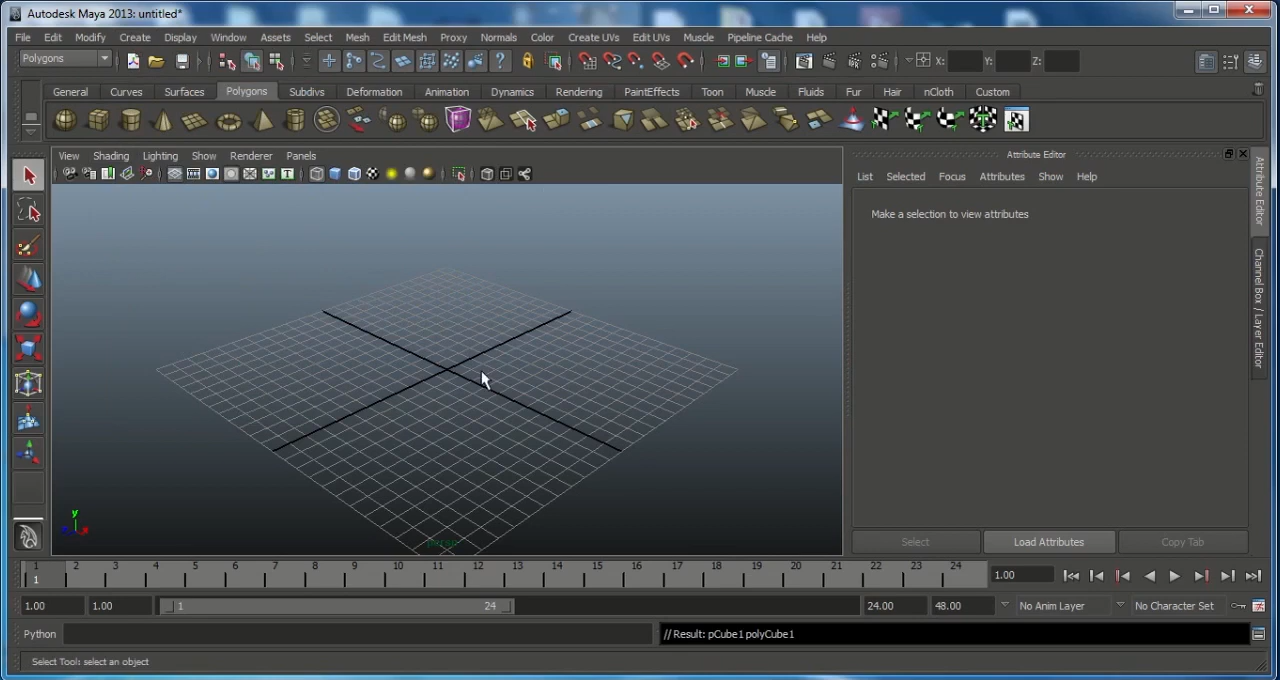 Autodesk Maya 2013: untitled*
File Edit Modify Create Display Window Assets Select Mesh Edit Mesh Proxy Normals Color Create UVs Edit UVs Muscle Pipeline Cache Help
Polygons X: Y: Z:
General Curves Surfaces Polygons Subdivs Deformation Animation Dynamics Rendering PaintEffects Toon Muscle Fluids Fur Hair nCloth Custom
View Shading Lighting Show Renderer Panels
Attribute Editor
List Selected Focus Attributes Show Help
Make a selection to view attributes
Attribute Editor
Channel Box / Layer Editor
y
persp
Select Load Attributes Copy Tab
1 2 3 4 5 6 7 8 9 10 11 12 13 14 15 16 17 18 19 20 21 22 23 24
1 1.00
1.00 1.00 1 24 24.00 48.00 No Anim Layer No Character Set
Python // Result: pCube1 polyCube1
Select Tool: select an object